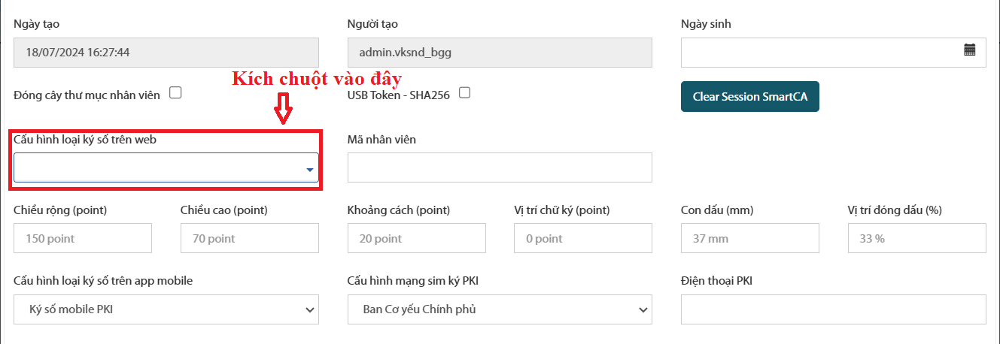 Ngày tạo
Người tạo
Ngày sinh
18/07/2024 16:27:44
admin.vksnd_bgg
Kích chuột vào đây
Đóng cây thư mục nhân viên
USB Token - SHA256
Clear Session SmartCA
Cấu hình loại ký số trên web
Mã nhân viên
Chiều rộng (point)
Chiều cao (point)
Khoảng cách (point)
Vị trí chữ ký (point)
Con dấu (mm)
Vị trí đóng dấu (%)
150 point
70 point
20 point
0 point
37 mm
33 %
Cấu hình loại ký số trên app mobile
Cấu hình mạng sim ký PKI
Điện thoại PKI
Ký số mobile PKI
Ban Cơ yếu Chính phủ